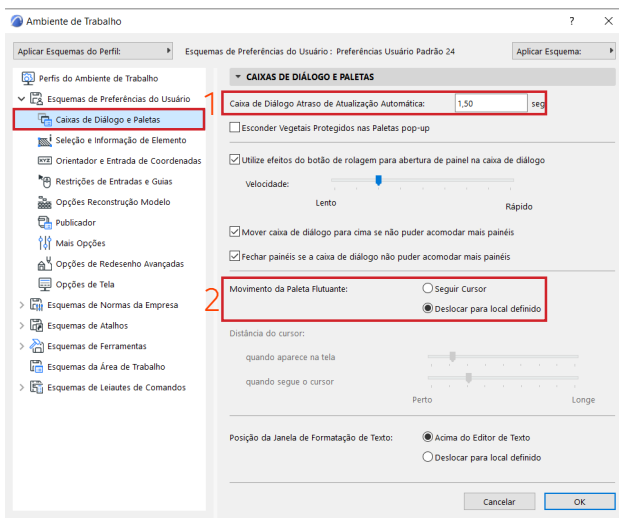 Ambiente de Trabalho
Aplicar Esquemas do Perfil:
Esquemas de Preferências do Usuário : Preferências Usuário Padrão 24
Aplicar Esquema:
Perfis do Ambiente de Trabalho
Esquemas de Preferências do Usuário
Caixas de Diálogo e Paletas
Seleção e Informação de Elemento
XYZ Orientador e Entrada de Coordenadas
Restrições de Entradas e Guias
Opções Reconstrução Modelo
Publicador
Mais Opções
Opções de Redesenho Avançadas
Opções de Tela
Esquemas de Normas da Empresa
Esquemas de Atalhos
Esquemas de Ferramentas
Esquemas da Área de Trabalho
Esquemas de Leiautes de Comandos
CAIXAS DE DIÁLOGO E PALETAS
1
Caixa de Diálogo Atraso de Atualização Automática: 1,50 seg
Esconder Vegetais Protegidos nas Paletas pop-up
Utilize efeitos do botão de rolagem para abertura de painel na caixa de diálogo
Velocidade:
Lento Rápido
Mover caixa de diálogo para cima se não puder acomodar mais painéis
Fechar painéis se a caixa de diálogo não puder acomodar mais painéis
2
Movimento da Paleta Flutuante: Seguir Cursor
Deslocar para local definido
Distância do cursor:
quando aparece na tela
quando segue o cursor
Perto Longe
Posição da Janela de Formatação de Texto: Acima do Editor de Texto
Deslocar para local definido
Cancelar OK